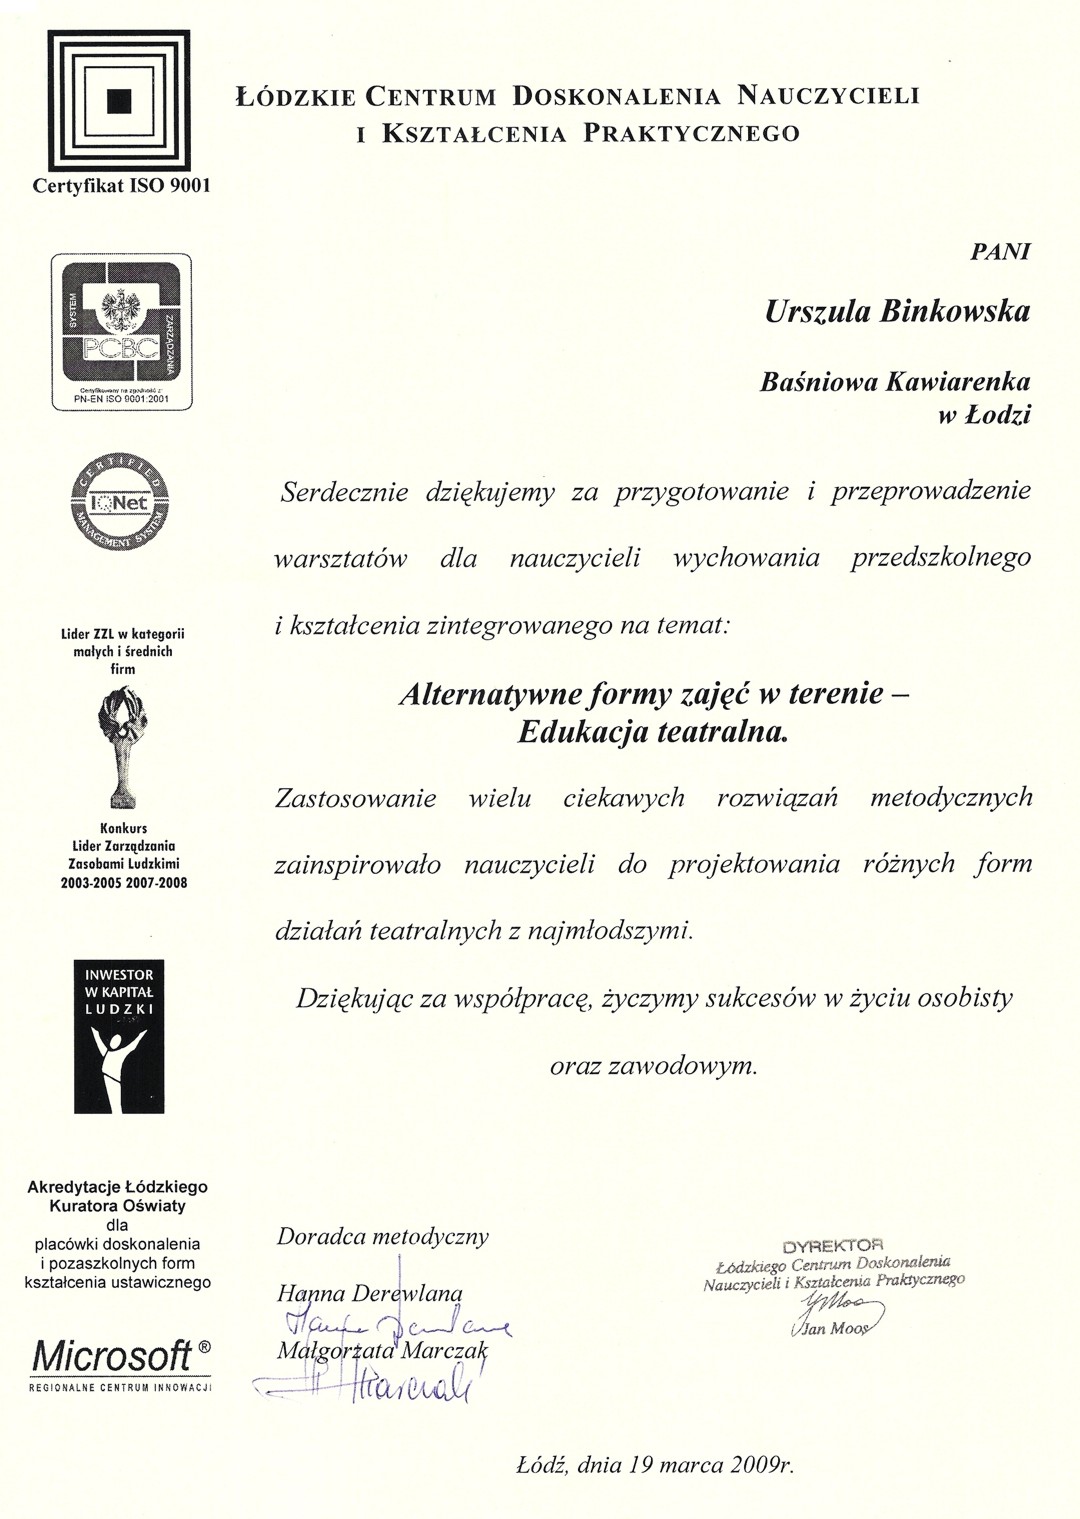 ŁÓDZKIE CENTRUM DOSKONALENIA NAUCZYCIELI
I KSZTAŁCENIA PRAKTYCZNEGO
Certyfikat ISO 9001
SYSTEM
ZARZĄDZANIA
PCBC
Certyfikowany na zgodność z:
PN-EN ISO 9001:2001
CERTIFIED
IQNet
MANAGEMENT SYSTEM
Lider ZZL w kategorii
małych i średnich
firm
Konkurs
Lider Zarządzania
Zasobami Ludzkimi
2003-2005 2007-2008
INWESTOR
W KAPITAŁ
LUDZKI
Akredytacje Łódzkiego
Kuratora Oświaty
dla
placówki doskonalenia
i pozaszkolnych form
kształcenia ustawicznego
Microsoft®
REGIONALNE CENTRUM INNOWACJI
PANI
Urszula Binkowska
Baśniowa Kawiarenka
w Łodzi
Serdecznie dziękujemy za przygotowanie i przeprowadzenie
warsztatów dla nauczycieli wychowania przedszkolnego
i kształcenia zintegrowanego na temat:
Alternatywne formy zajęć w terenie –
Edukacja teatralna.
Zastosowanie wielu ciekawych rozwiązań metodycznych
zainspirowało nauczycieli do projektowania różnych form
działań teatralnych z najmłodszymi.
Dziękując za współpracę, życzymy sukcesów w życiu osobisty
oraz zawodowym.
Doradca metodyczny
Hanna Derewlana
Małgorzata Marczak
DYREKTOR
Łódzkiego Centrum Doskonalenia
Nauczycieli i Kształcenia Praktycznego
Jan Moos
Łódź, dnia 19 marca 2009r.